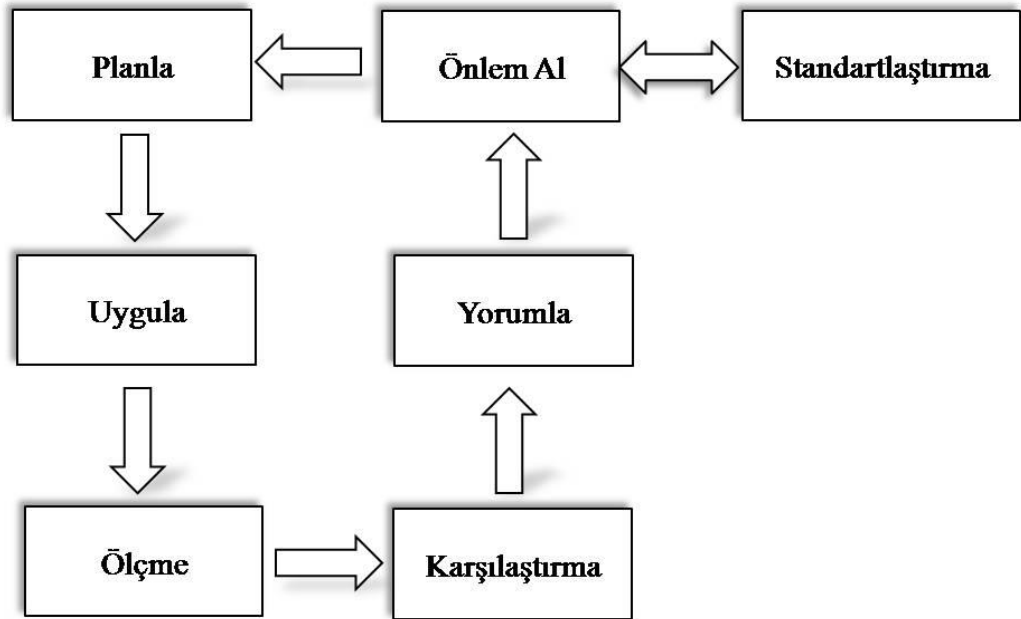 Planla
Önlem Al
Standartlaştırma
Uygula
Yorumla
Ölçme
Karşılaştırma